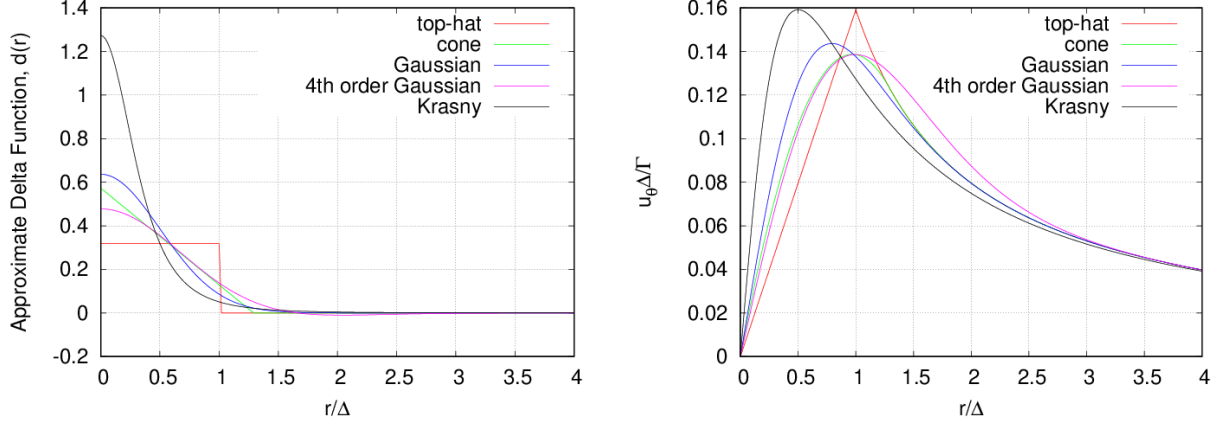 Approximate Delta Function, d(r)
1.4
1.2
1
0.8
0.6
0.4
0.2
0
-0.2
top-hat
cone
Gaussian
4th order Gaussian
Krasny
0 0.5 1 1.5 2 2.5 3 3.5 4
r/Δ
uθΔ/Γ
0.16
0.14
0.12
0.1
0.08
0.06
0.04
0.02
0
top-hat
cone
Gaussian
4th order Gaussian
Krasny
0 0.5 1 1.5 2 2.5 3 3.5 4
r/Δ